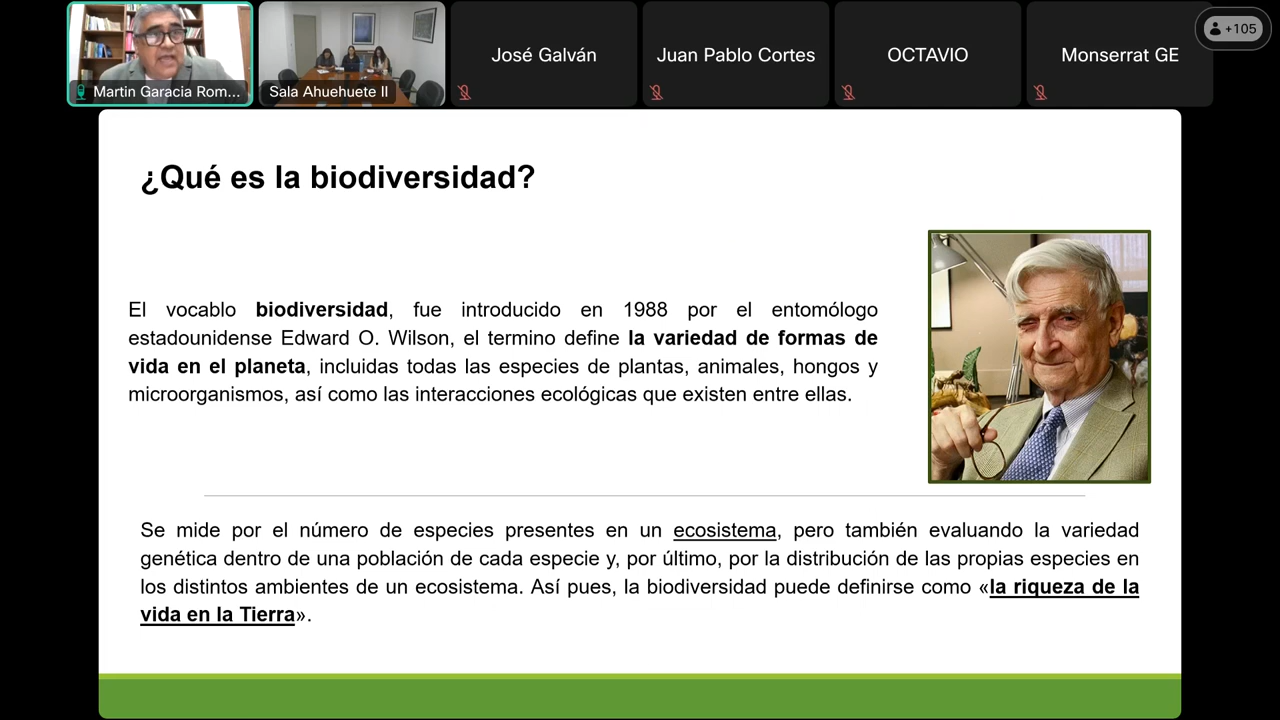 Martin Garacia Rom...
Sala Ahuehuete II
José Galván
Juan Pablo Cortes
OCTAVIO
Monserrat GE
+105
¿Qué es la biodiversidad?
El vocablo biodiversidad, fue introducido en 1988 por el entomólogo
estadounidense Edward O. Wilson, el termino define la variedad de formas de
vida en el planeta, incluidas todas las especies de plantas, animales, hongos y
microorganismos, así como las interacciones ecológicas que existen entre ellas.
Se mide por el número de especies presentes en un ecosistema, pero también evaluando la variedad
genética dentro de una población de cada especie y, por último, por la distribución de las propias especies en
los distintos ambientes de un ecosistema. Así pues, la biodiversidad puede definirse como «la riqueza de la
vida en la Tierra».